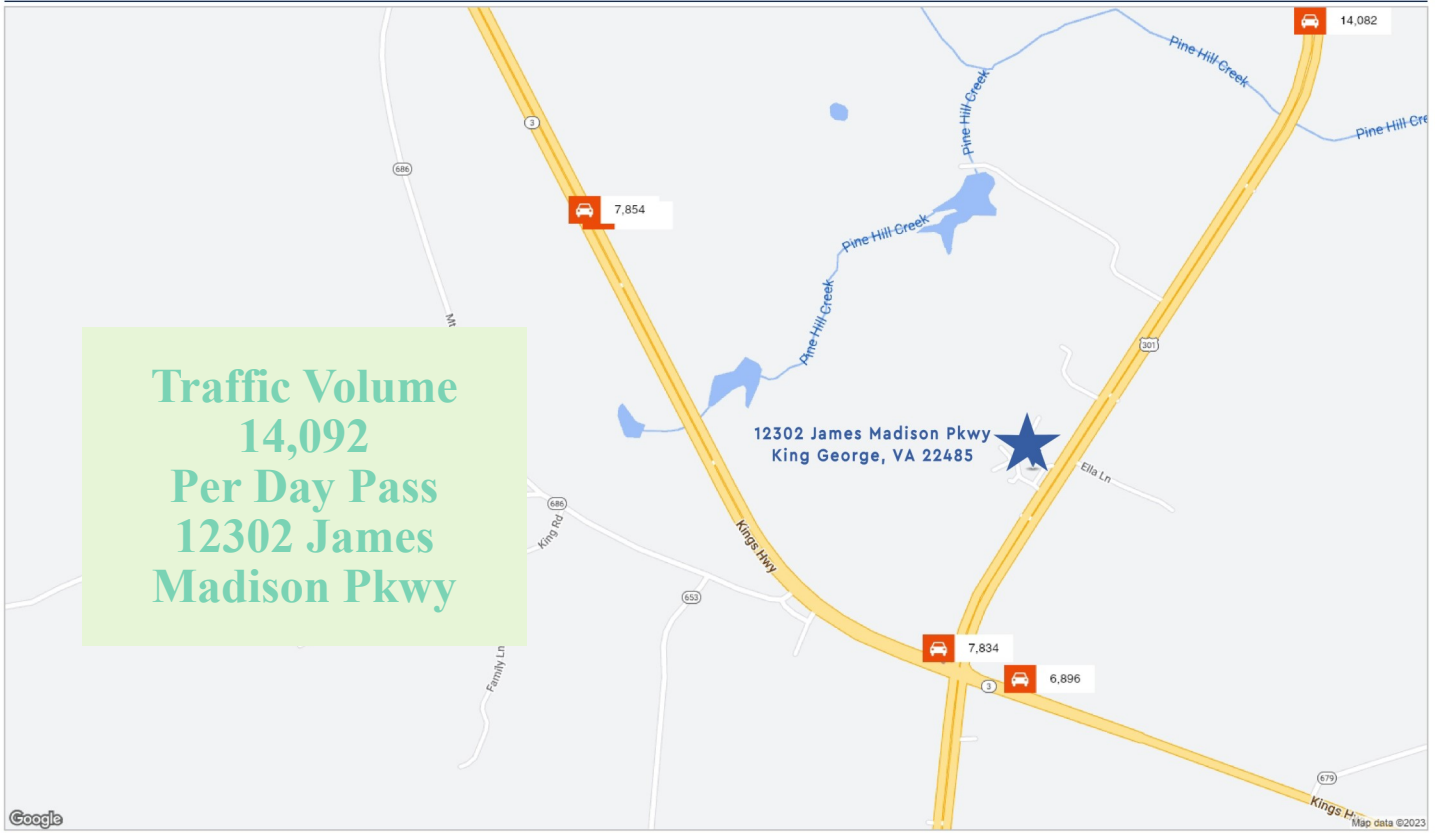 14,082
Pine Hill Creek
Pine Hill Creek
Pine Hill Cre
3
686
7,854
Pine Hill Creek
Pine Hill Creek
301
Mt
Traffic Volume
14,092
Per Day Pass
12302 James
Madison Pkwy
12302 James Madison Pkwy
King George, VA 22485
Ella Ln
686
King Rd
Kings Hwy
653
7,834
Family Ln
3
6,896
679
Kings H
Google
Map data ©2023